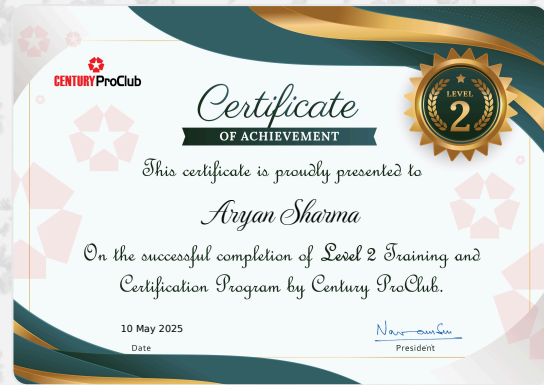 CENTURY ProClub
LEVEL
2
Certificate
OF ACHIEVEMENT
This certificate is proudly presented to
Aryan Sharma
On the successful completion of Level 2 Training and
Certification Program by Century ProClub.
10 May 2025
Date
President